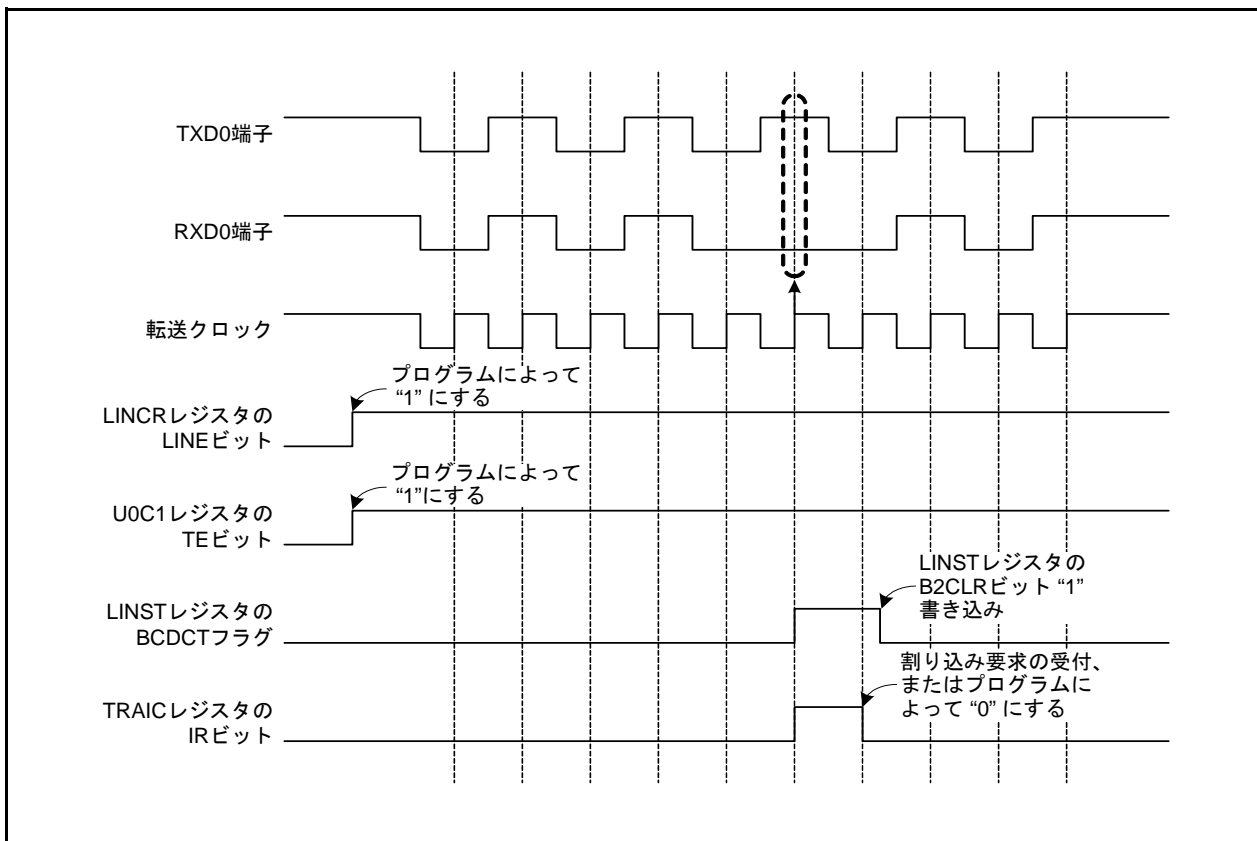 TXD0端子
RXD0端子
転送クロック
プログラムによって
“1” にする
LINCRレジスタの
LINEビット
プログラムによって
“1”にする
U0C1レジスタの
TEビット
LINSTレジスタの
B2CLRビット “1”
書き込み
LINSTレジスタの
BCDCTフラグ
割り込み要求の受付、
またはプログラムに
よって “0” にする
TRAICレジスタの
IRビット